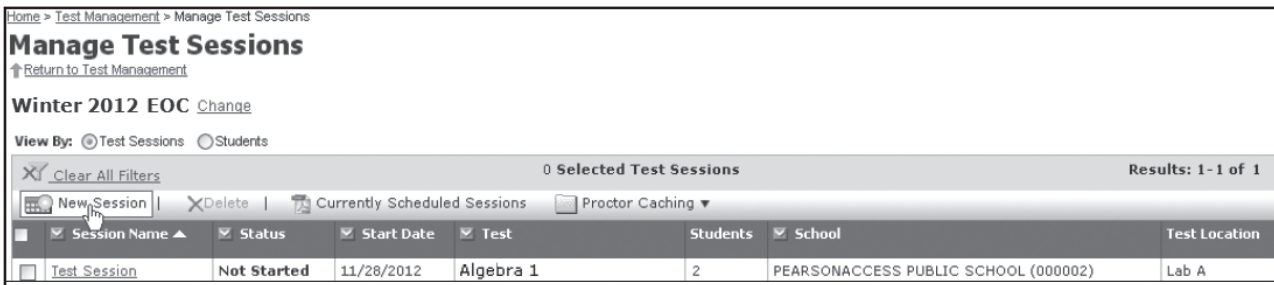 Home > Test Management > Manage Test Sessions
Manage Test Sessions
Return to Test Management
Winter 2012 EOC Change
View By: Test Sessions Students
Clear All Filters 0 Selected Test Sessions Results: 1-1 of 1
New Session | Delete | Currently Scheduled Sessions Proctor Caching
Session Name Status Start Date Test Students School Test Location
Test Session Not Started 11/28/2012 Algebra 1 2 PEARSONACCESS PUBLIC SCHOOL (000002) Lab A